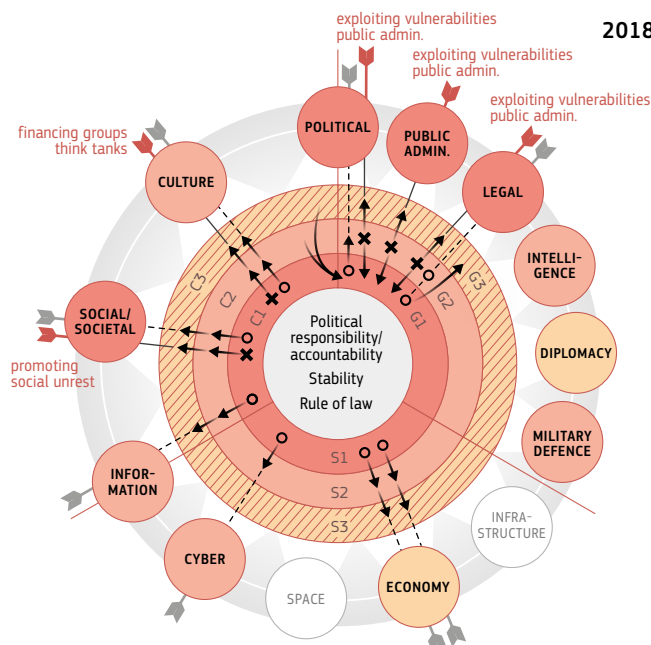 exploiting vulnerabilities
public admin.
2018
exploiting vulnerabilities
public admin.
exploiting vulnerabilities
public admin.
financing groups
think tanks
POLITICAL
PUBLIC
ADMIN.
CULTURE
LEGAL
INTELLI-
GENCE
C3
C2
C1
G1
G2
G3
SOCIAL/
SOCIETAL
promoting
social unrest
Political
responsibility/
accountability
Stability
Rule of law
DIPLOMACY
MILITARY
DEFENCE
INFOR-
MATION
S1
S2
S3
INFRA-
STRUCTURE
CYBER
SPACE
ECONOMY